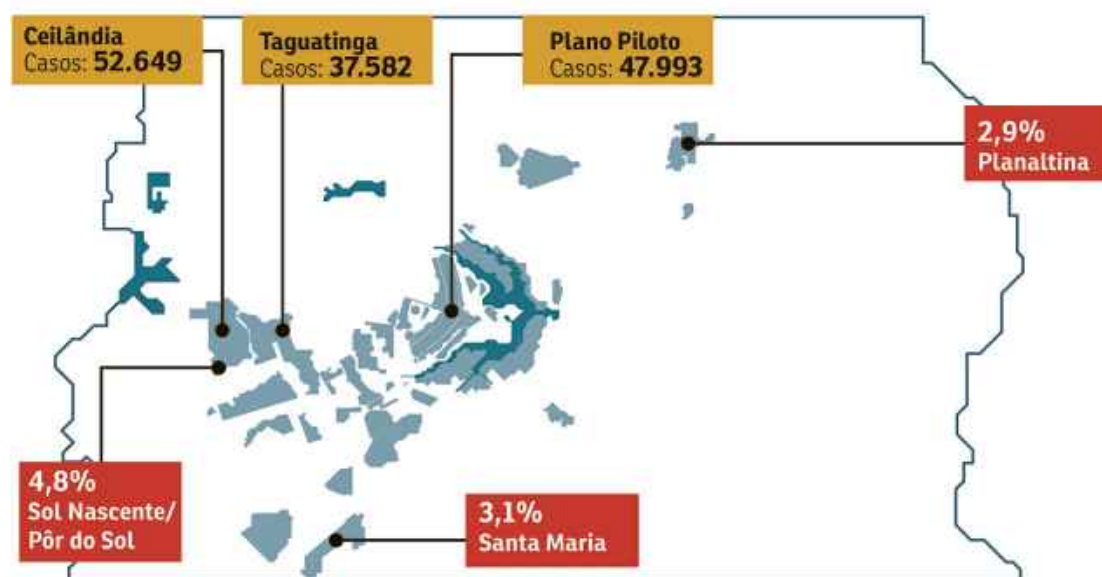 Ceilândia
Casos: 52.649
Taguatinga
Casos: 37.582
Plano Piloto
Casos: 47.993
2,9%
Planaltina
4,8%
Sol Nascente/
Pôr do Sol
3,1%
Santa Maria